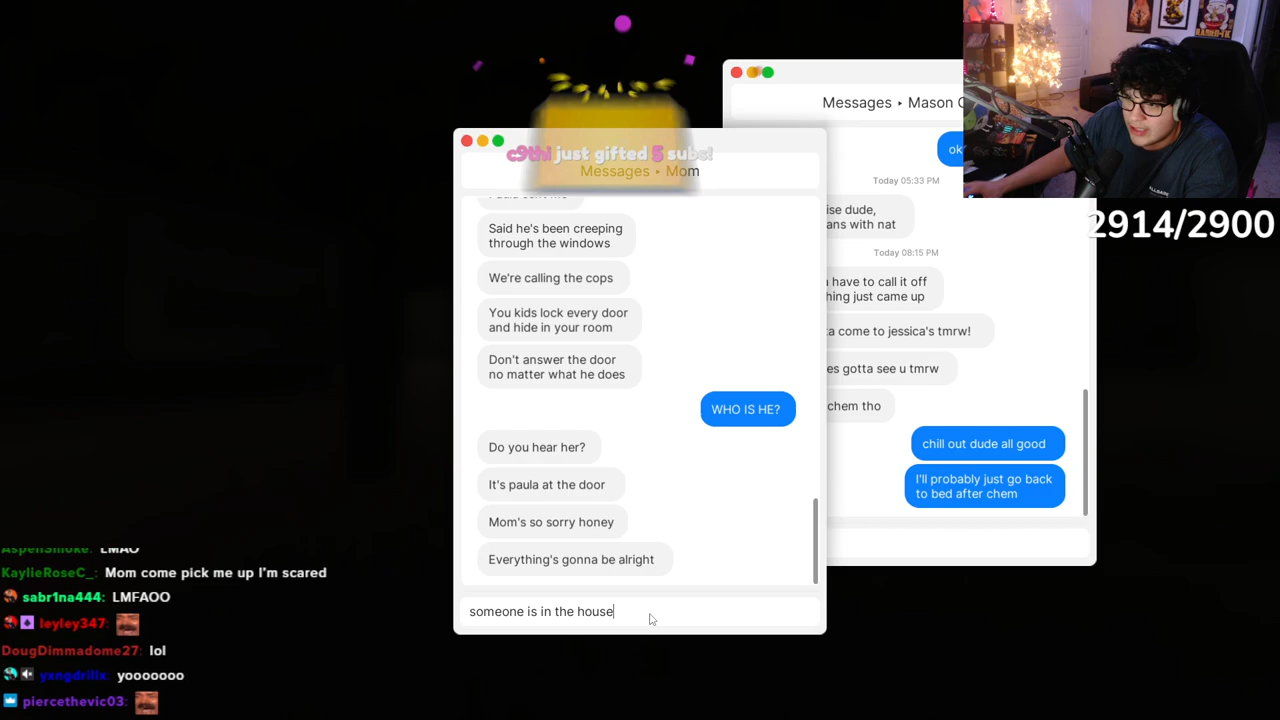 c9thi just gifted 5 subs!
Messages ▸ Mom
Said he's been creeping
through the windows
We're calling the cops
You kids lock every door
and hide in your room
Don't answer the door
no matter what he does
WHO IS HE?
Do you hear her?
It's paula at the door
Mom's so sorry honey
Everything's gonna be alright
someone is in the house
Messages ▸ Mason
ok
Today 05:33 PM
ise dude,
ans with nat
Today 08:15 PM
have to call it off
hing just came up
a come to jessica's tmrw!
es gotta see u tmrw
chem tho
chill out dude all good
I'll probably just go back
to bed after chem
2914/2900
AspenSmoke: LMAO
KaylieRoseC_: Mom come pick me up I'm scared
sabr1na444: LMFAOO
leyley347:
DougDimmadome27: lol
yxngdrillx: yooooooo
piercethevic03: